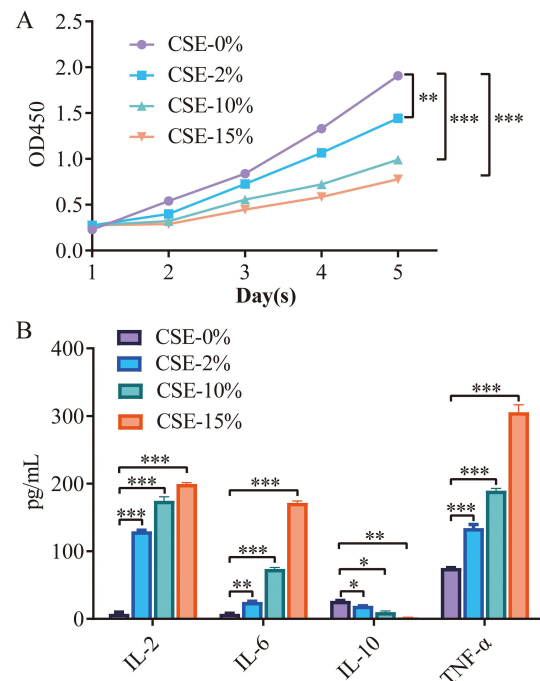 A
2.5
2.0
1.5
1.0
0.5
0.0
OD450
CSE-0%
CSE-2%
CSE-10%
CSE-15%
**
***
***
1 2 3 4 5
Day(s)
B
400
300
200
100
0
pg/mL
CSE-0%
CSE-2%
CSE-10%
CSE-15%
***
***
***
***
***
**
**
*
*
***
***
***
IL-2 IL-6 IL-10 TNF-α